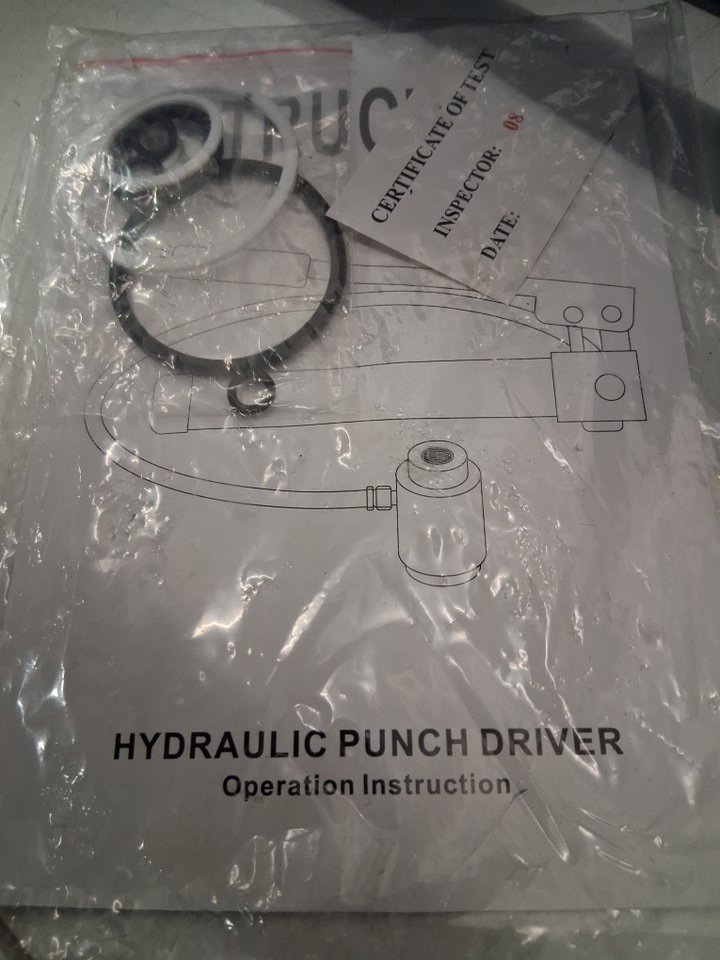 CERTIFICATE OF TEST
INSPECTOR: 08
DATE:
HYDRAULIC PUNCH DRIVER
Operation Instruction